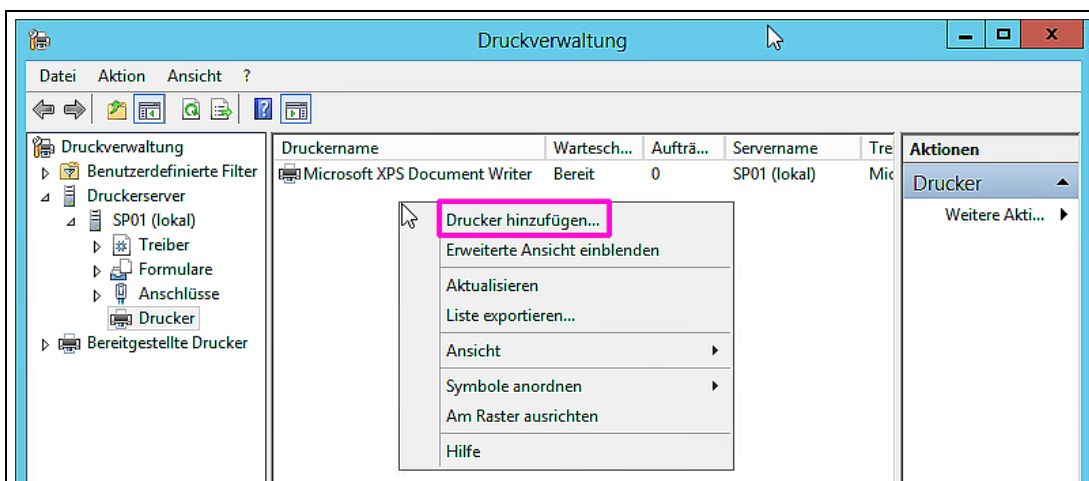 Druckverwaltung
Datei Aktion Ansicht ?
Druckverwaltung
Benutzerdefinierte Filter
Druckerserver
SP01 (lokal)
Treiber
Formulare
Anschlüsse
Drucker
Bereitgestellte Drucker
Druckername Wartesch... Aufträ... Servername Tre
Microsoft XPS Document Writer Bereit 0 SP01 (lokal) Mic
Drucker hinzufügen...
Erweiterte Ansicht einblenden
Aktualisieren
Liste exportieren...
Ansicht
Symbole anordnen
Am Raster ausrichten
Hilfe
Aktionen
Drucker
Weitere Akti...